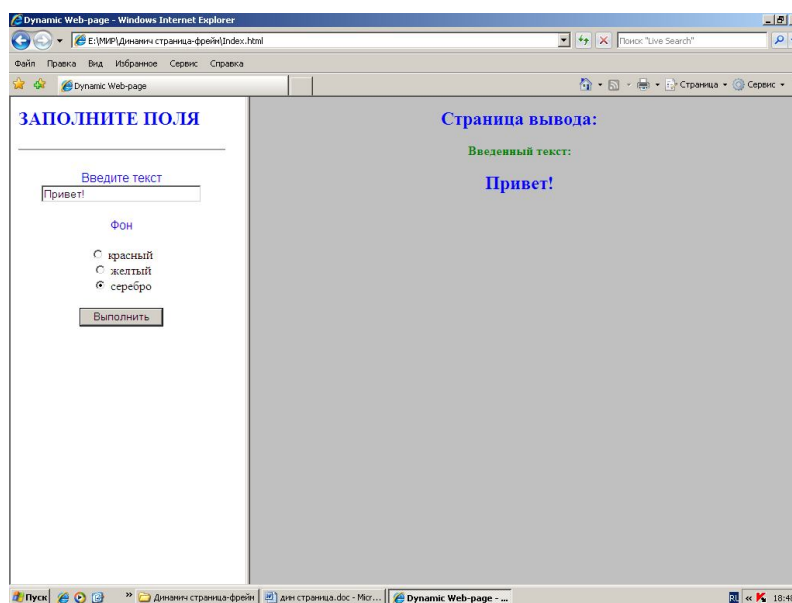 Dynamic Web-page - Windows Internet Explorer
E:\МИР\Динамич страница-фрейм\Index.html
Поиск "Live Search"
Файл Правка Вид Избранное Сервис Справка
Dynamic Web-page
Страница
Сервис
ЗАПОЛНИТЕ ПОЛЯ
Введите текст
Привет!
Фон
красный
желтый
серебро
Выполнить
Страница вывода:
Введенный текст:
Привет!
Пуск
»
Динамич страница-фрейм
дин страница.doc - Micr...
Dynamic Web-page - ...
RU
«